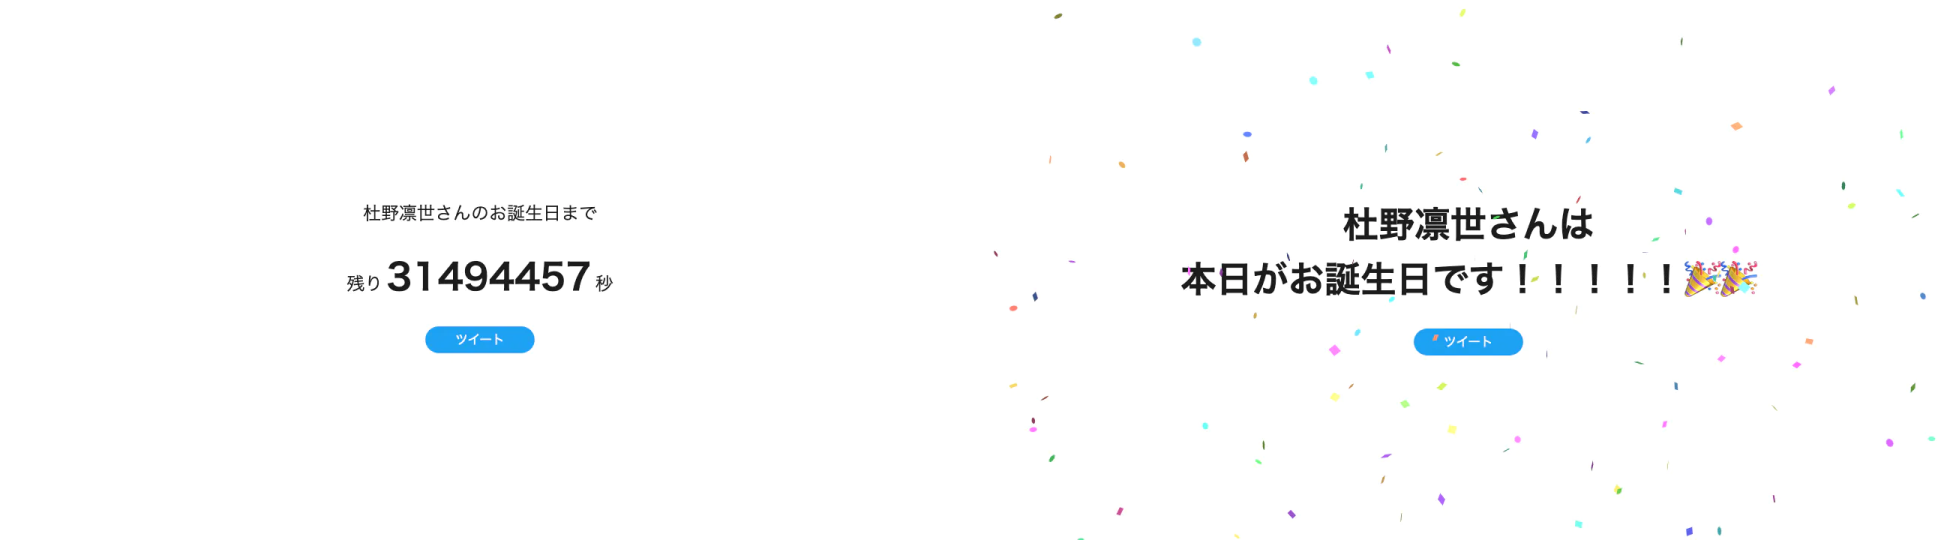 杜野凛世さんのお誕生日まで
残り 31494457 秒
ツイート
杜野凛世さんは
本日がお誕生日です！！！！！🎉🎉
ツイート